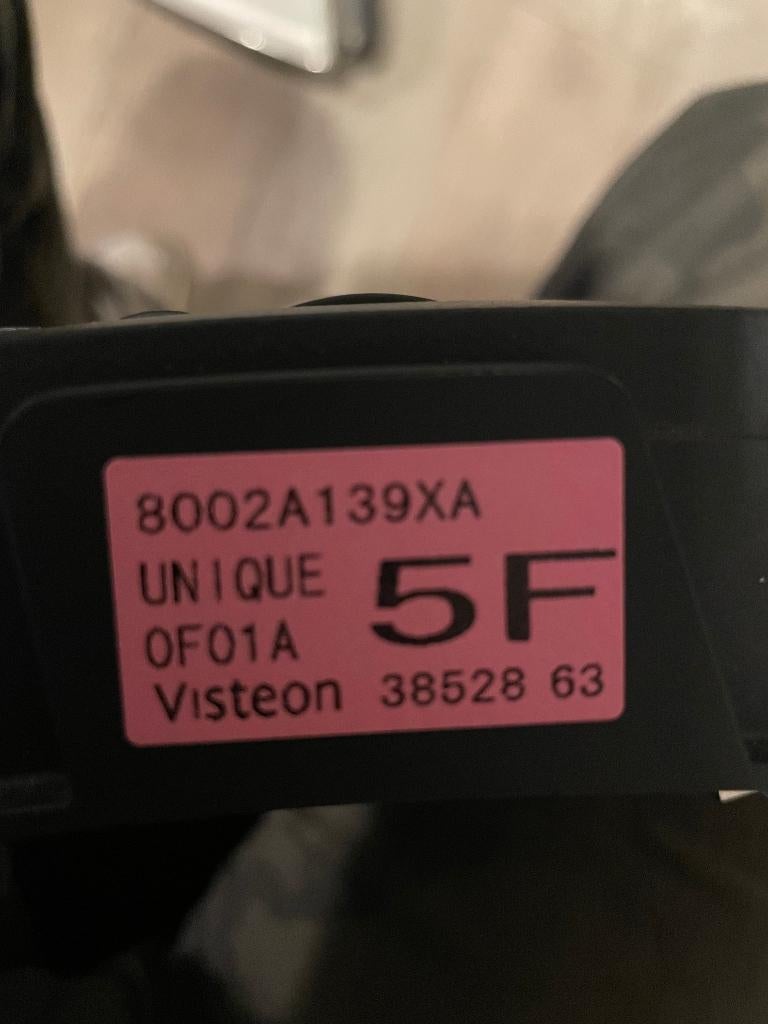 8002A139XA
UNIQUE
5F
0F01A
Visteon 38528 63